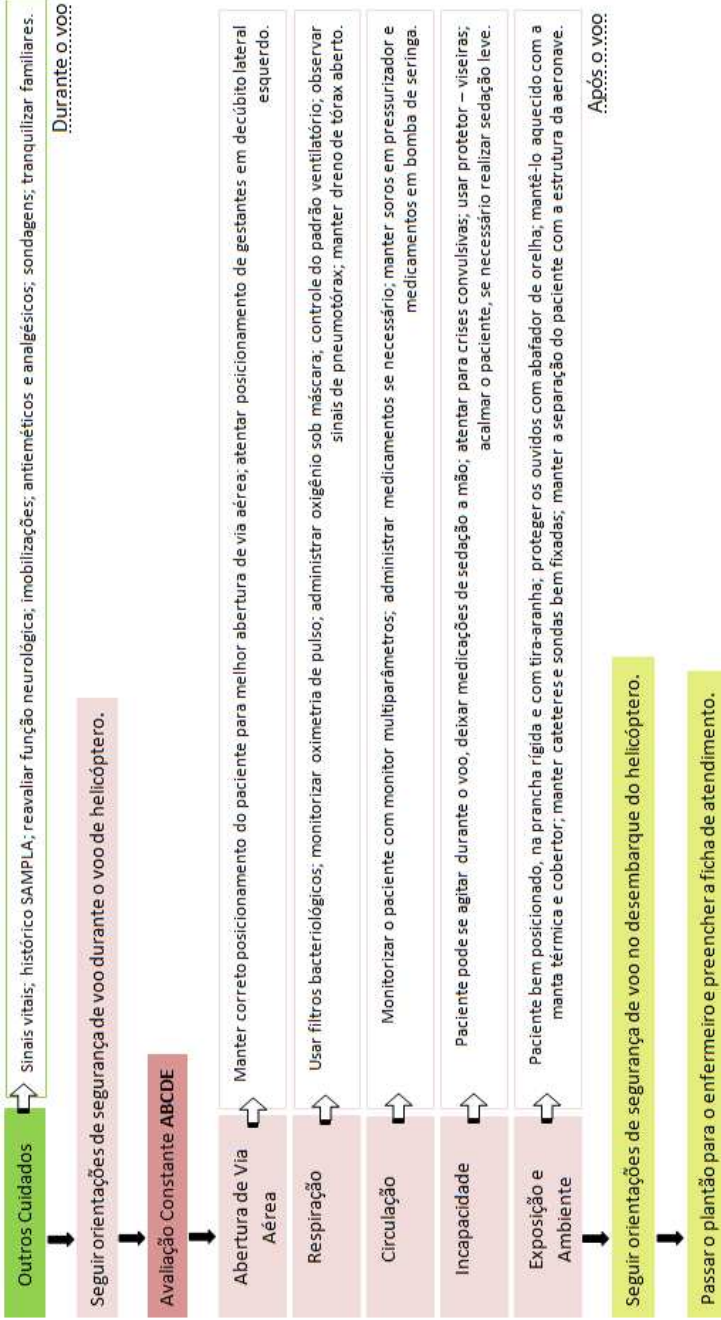 Outros Cuidados
Sinais vitais; histórico SAMPLA; reavaliar função neurológica; imobilizações; antieméticos e analgésicos; sondagens; tranquilizar familiares.
Durante o voo
Seguir orientações de segurança de voo durante o voo de helicóptero.
Avaliação Constante ABCDE
Abertura de Via
Aérea
Manter correto posicionamento do paciente para melhor abertura de via aérea; atentar posicionamento de gestantes em decúbito lateral
esquerdo.
Respiração
Usar filtros bacteriológicos; monitorizar oximetria de pulso; administrar oxigênio sob máscara; controle do padrão ventilatório; observar
sinais de pneumotórax; manter dreno de tórax aberto.
Circulação
Monitorizar o paciente com monitor multiparâmetros; administrar medicamentos se necessário; manter soros em pressurizador e
medicamentos em bomba de seringa.
Incapacidade
Paciente pode se agitar durante o voo, deixar medicações de sedação a mão; atentar para crises convulsivas; usar protetor – viseiras;
acalmar o paciente, se necessário realizar sedação leve.
Exposição e
Ambiente
Paciente bem posicionado, na prancha rígida e com tira-aranha; proteger os ouvidos com abafador de orelha; mantê-lo aquecido com a
manta térmica e cobertor; manter cateteres e sondas bem fixadas; manter a separação do paciente com a estrutura da aeronave.
Após o voo
Seguir orientações de segurança de voo no desembarque do helicóptero.
Passar o plantão para o enfermeiro e preencher a ficha de atendimento.